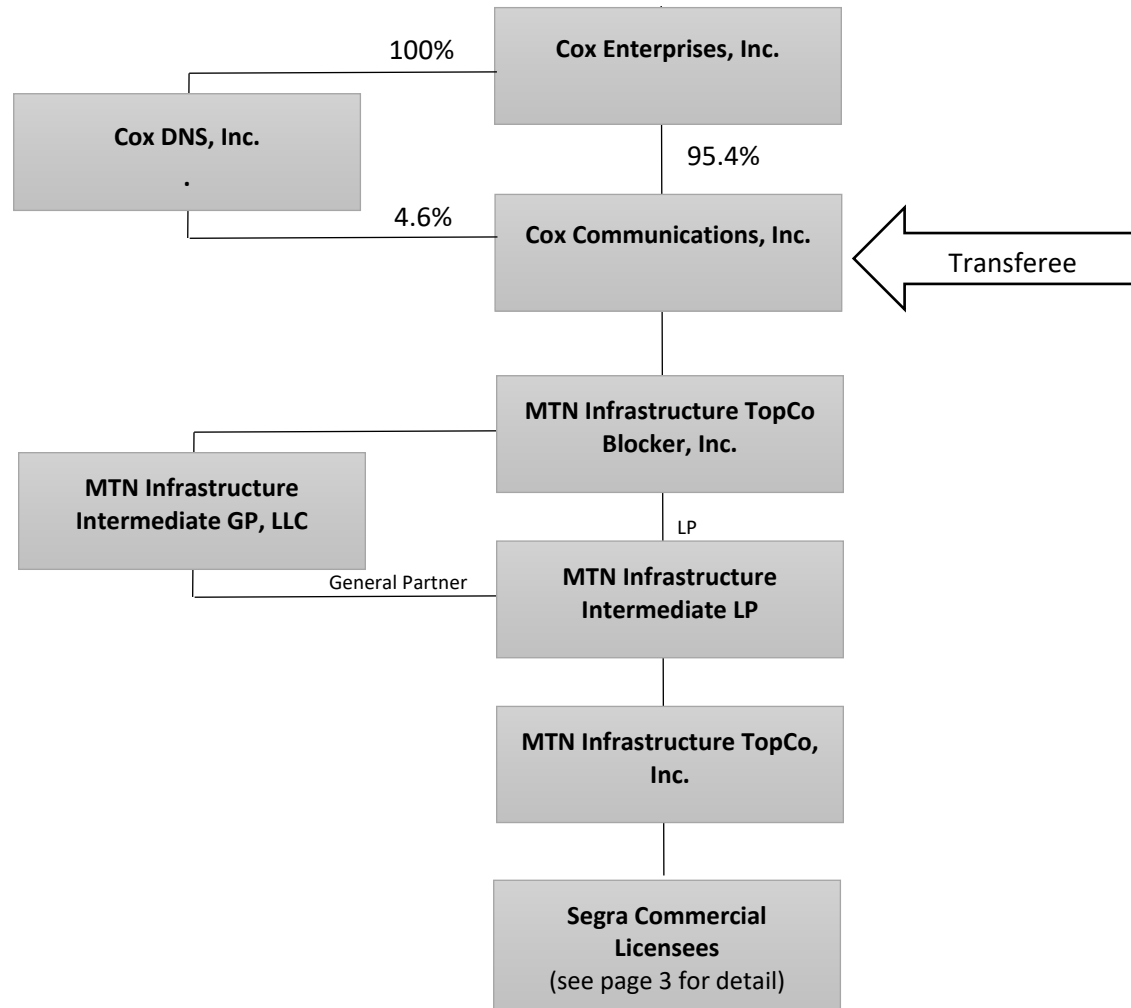 100%
Cox Enterprises, Inc.
Cox DNS, Inc.
.
95.4%
4.6%
Cox Communications, Inc.
Transferee
MTN Infrastructure TopCo
Blocker, Inc.
MTN Infrastructure
Intermediate GP, LLC
LP
General Partner
MTN Infrastructure
Intermediate LP
MTN Infrastructure TopCo,
Inc.
Segra Commercial
Licensees
(see page 3 for detail)